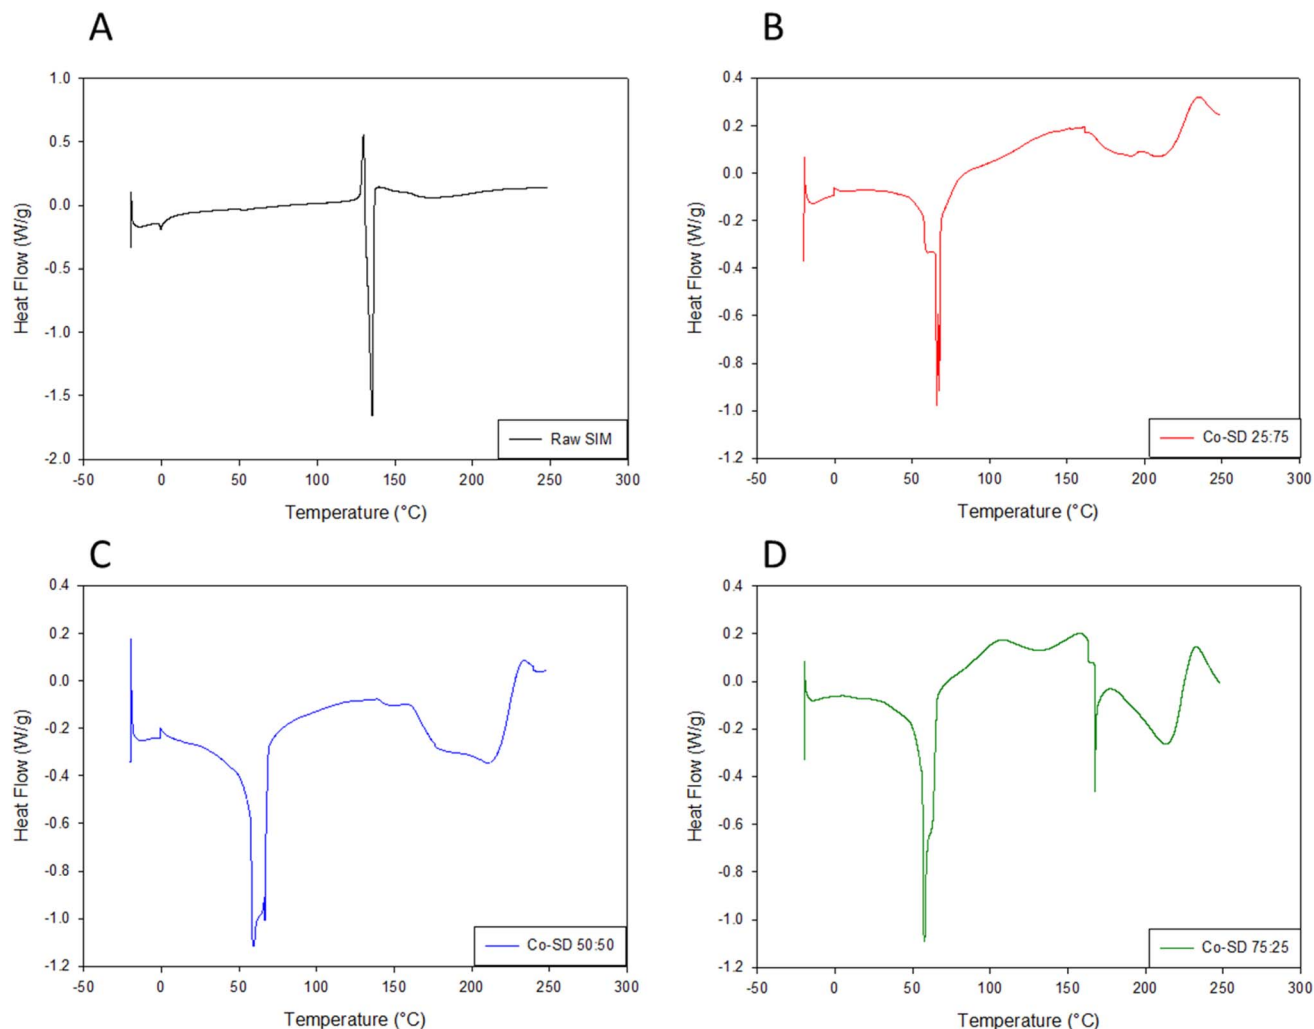 A
1.0
0.5
0.0
-0.5
-1.0
-1.5
-2.0
Heat Flow (W/g)
-50 0 50 100 150 200 250 300
Temperature (°C)
Raw SIM
B
0.4
0.2
0.0
-0.2
-0.4
-0.6
-0.8
-1.0
-1.2
Heat Flow (W/g)
-50 0 50 100 150 200 250 300
Temperature (°C)
Co-SD 25:75
C
0.4
0.2
0.0
-0.2
-0.4
-0.6
-0.8
-1.0
-1.2
Heat Flow (W/g)
-50 0 50 100 150 200 250 300
Temperature (°C)
Co-SD 50:50
D
0.4
0.2
0.0
-0.2
-0.4
-0.6
-0.8
-1.0
-1.2
Heat Flow (W/g)
-50 0 50 100 150 200 250 300
Temperature (°C)
Co-SD 75:25